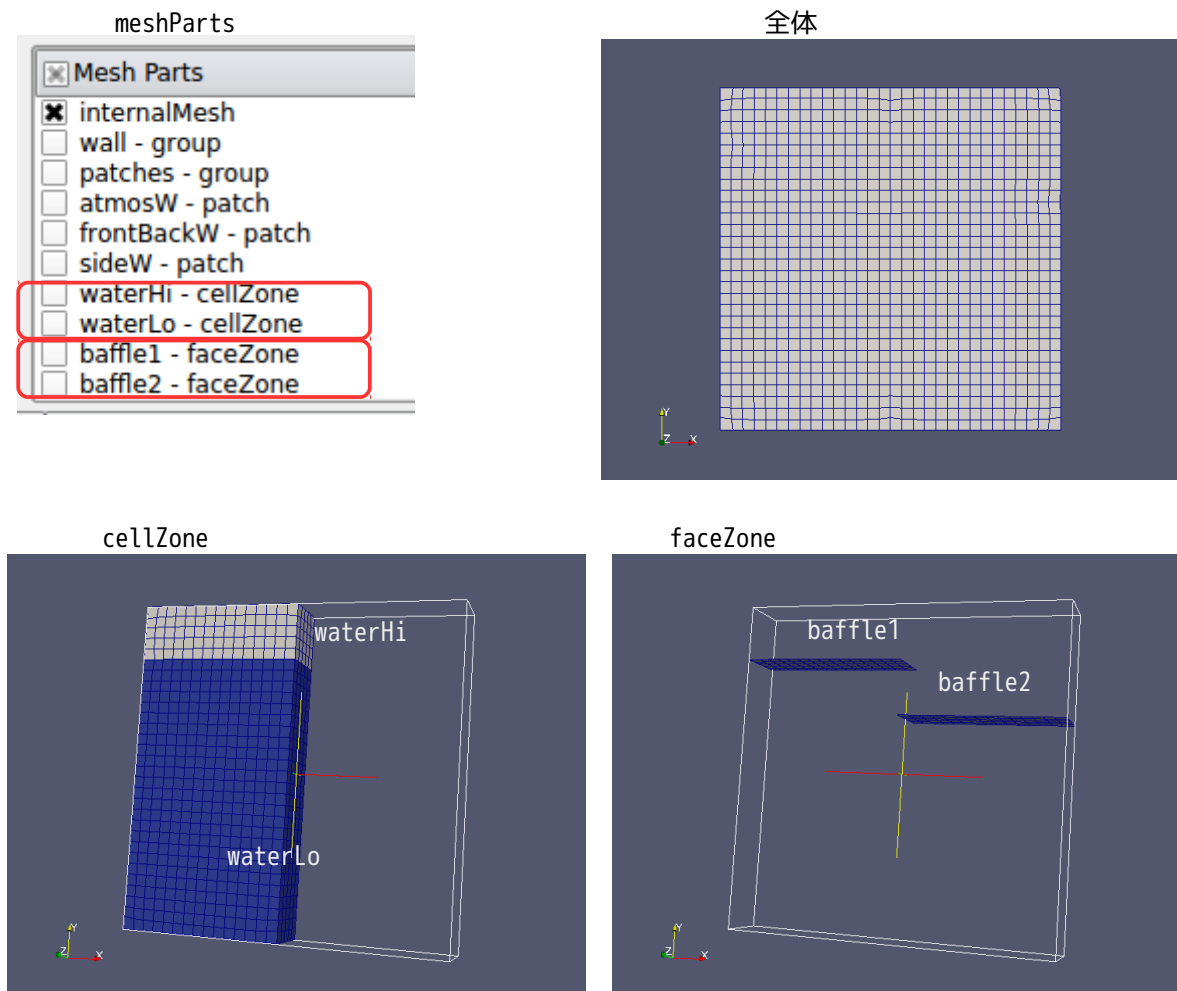 meshParts
全体
Mesh Parts
internalMesh
wall - group
patches - group
atmosW - patch
frontBackW - patch
sideW - patch
waterHi - cellZone
waterLo - cellZone
baffle1 - faceZone
baffle2 - faceZone
Y
Z X
cellZone
faceZone
waterHi
waterLo
Y
Z X
baffle1
baffle2
Y
Z X